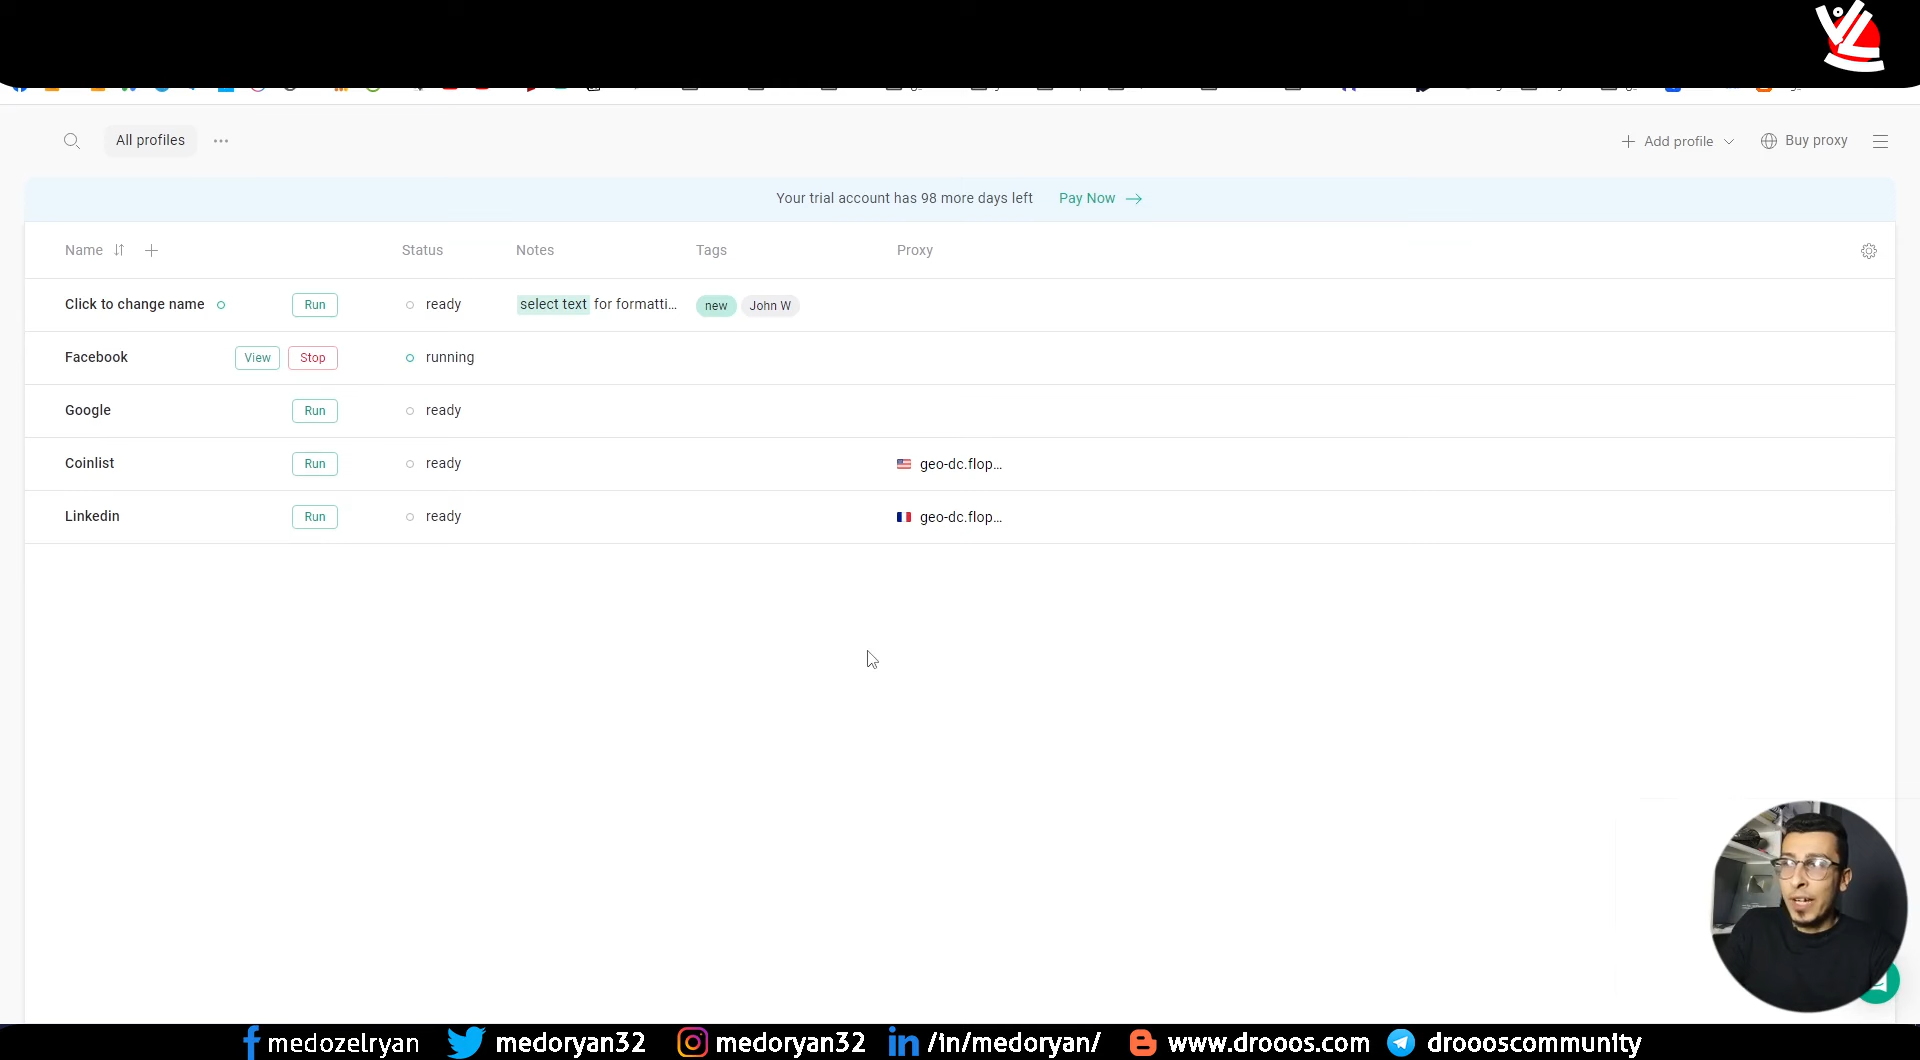 All profiles
Add profile
Buy proxy
Your trial account has 98 more days left Pay Now
Name Status Notes Tags Proxy
Click to change name Run ready select text for formatti... new John W
Facebook View Stop running
Google Run ready
Coinlist Run ready geo-dc.flop...
Linkedin Run ready geo-dc.flop...
medozelryan medoryan32 medoryan32 /in/medoryan/ www.drooos.com droooscommunity